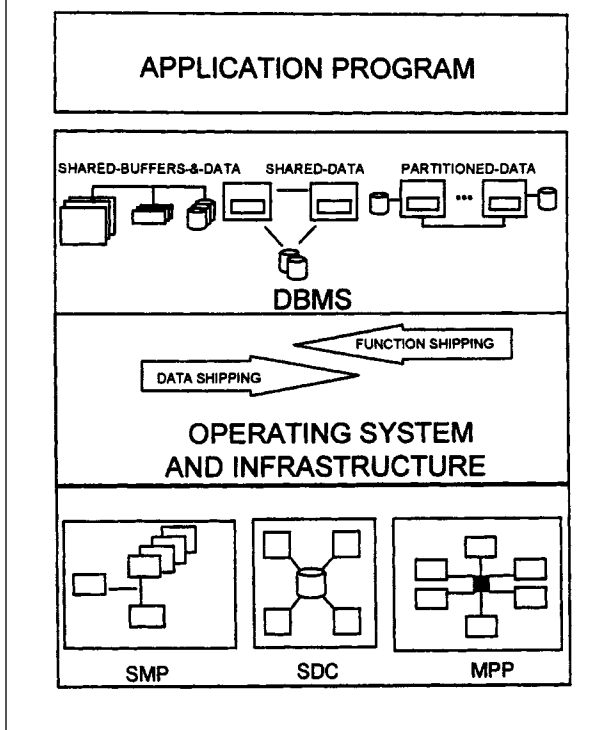 APPLICATION PROGRAM
SHARED-BUFFERS-&-DATA SHARED-DATA PARTITIONED-DATA
DBMS
FUNCTION SHIPPING
DATA SHIPPING
OPERATING SYSTEM
AND INFRASTRUCTURE
SMP SDC MPP